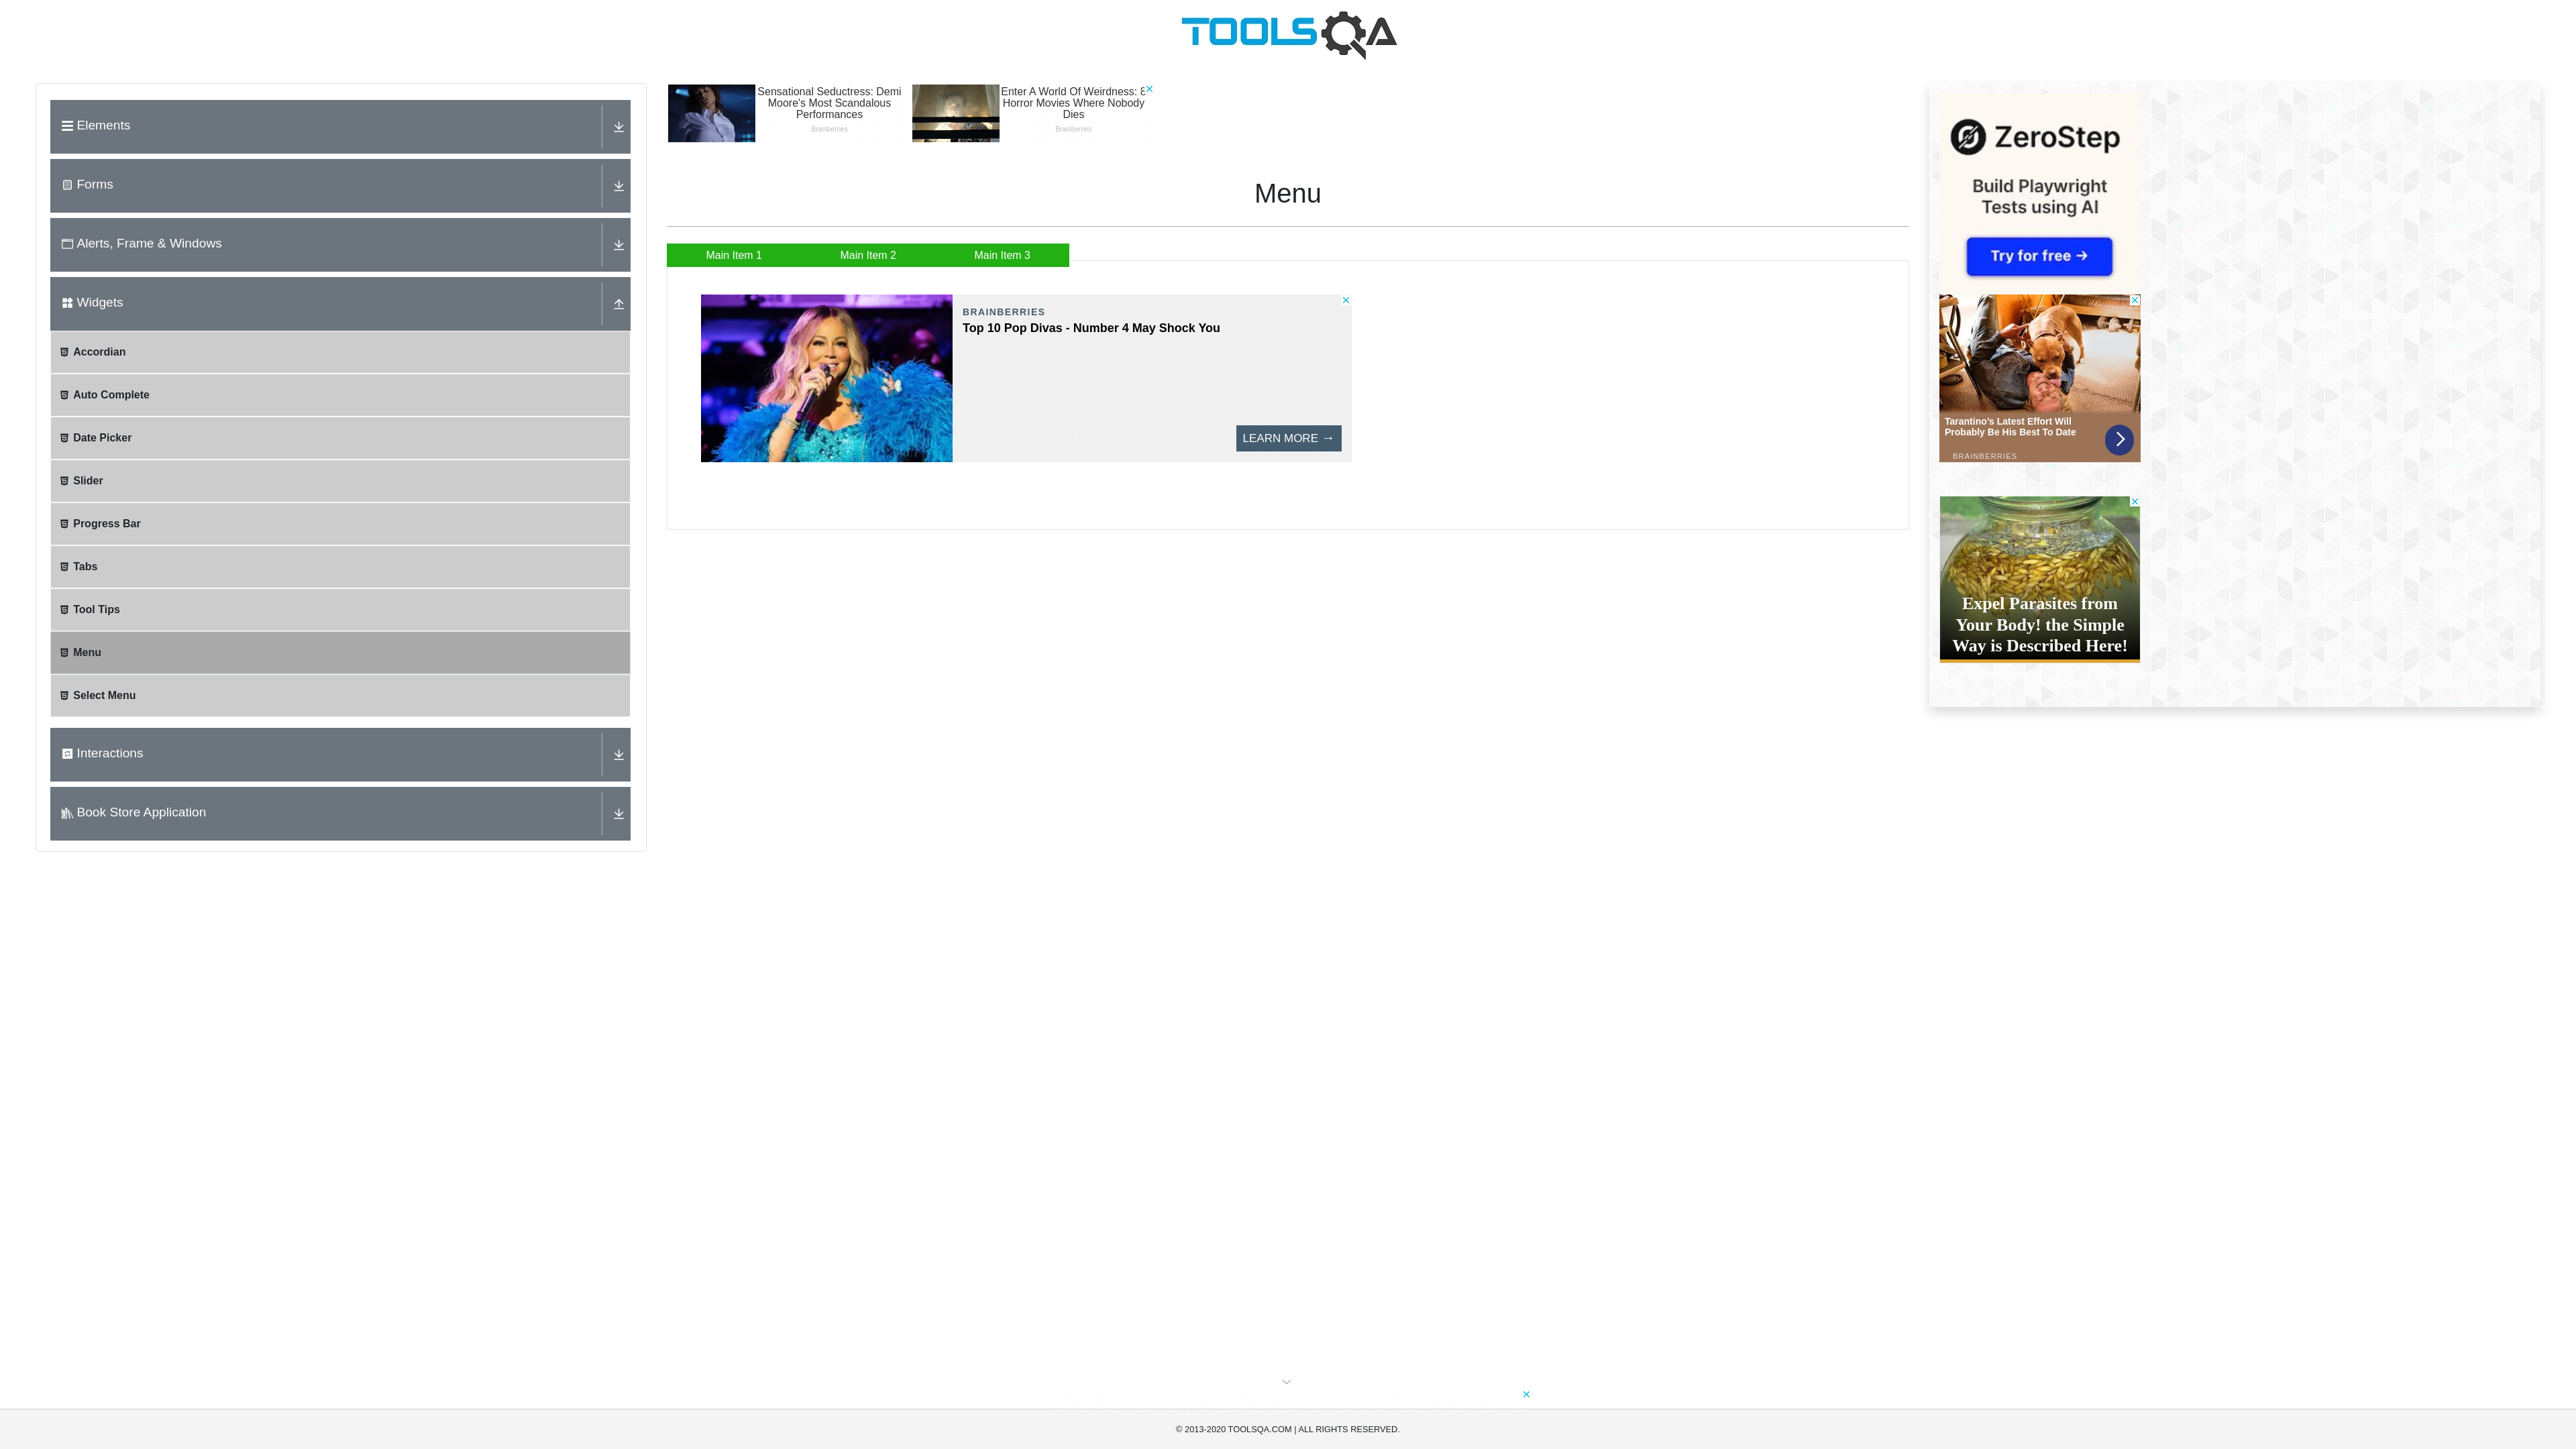 TOOLSQA
Elements
Forms
Alerts, Frame & Windows
Widgets
Accordian
Auto Complete
Date Picker
Slider
Progress Bar
Tabs
Tool Tips
Menu
Select Menu
Interactions
Book Store Application
Sensational Seductress: Demi
Moore's Most Scandalous
Performances
Brainberries
Enter A World Of Weirdness: 8
Horror Movies Where Nobody
Dies
Brainberries
Menu
Main Item 1
Main Item 2
Main Item 3
BRAINBERRIES
Top 10 Pop Divas - Number 4 May Shock You
LEARN MORE →
ZeroStep
Build Playwright
Tests using AI
Try for free →
Tarantino's Latest Effort Will
Probably Be His Best To Date
BRAINBERRIES
Expel Parasites from
Your Body! the Simple
Way is Described Here!
© 2013-2020 TOOLSQA.COM | ALL RIGHTS RESERVED.